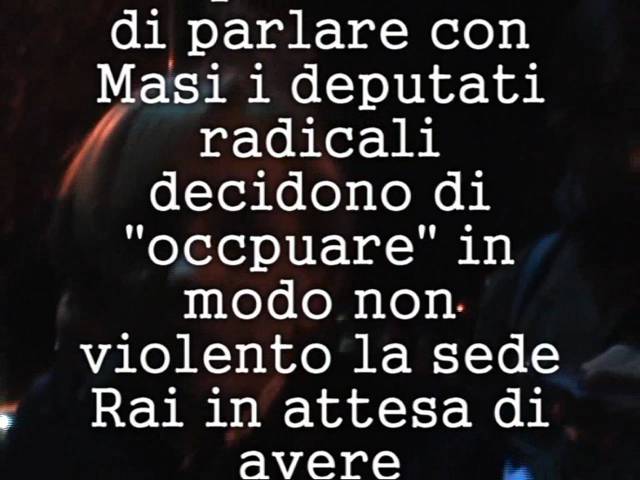 di parlare con
Masi i deputati
radicali
decidono di
"occpuare" in
modo non
violento la sede
Rai in attesa di
avere